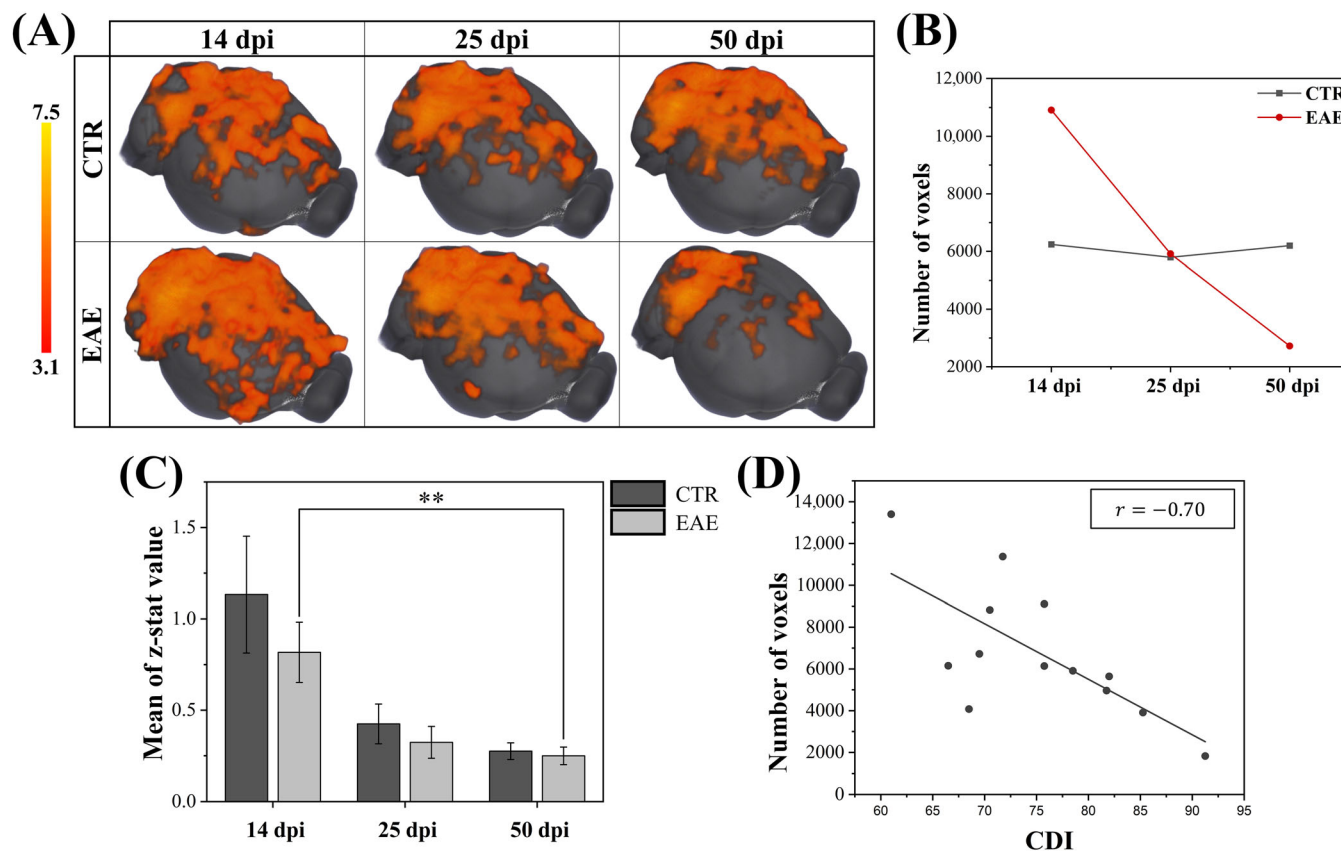 (A)
14 dpi 25 dpi 50 dpi
7.5
3.1
CTR
EAE
(B)
12,000
10,000
8000
6000
4000
2000
Number of voxels
CTR
EAE
14 dpi 25 dpi 50 dpi
(C)
**
CTR
EAE
1.5
1.0
0.5
0.0
Mean of z-stat value
14 dpi 25 dpi 50 dpi
(D)
r = −0.70
14,000
12,000
10,000
8000
6000
4000
2000
0
Number of voxels
60 65 70 75 80 85 90 95
CDI